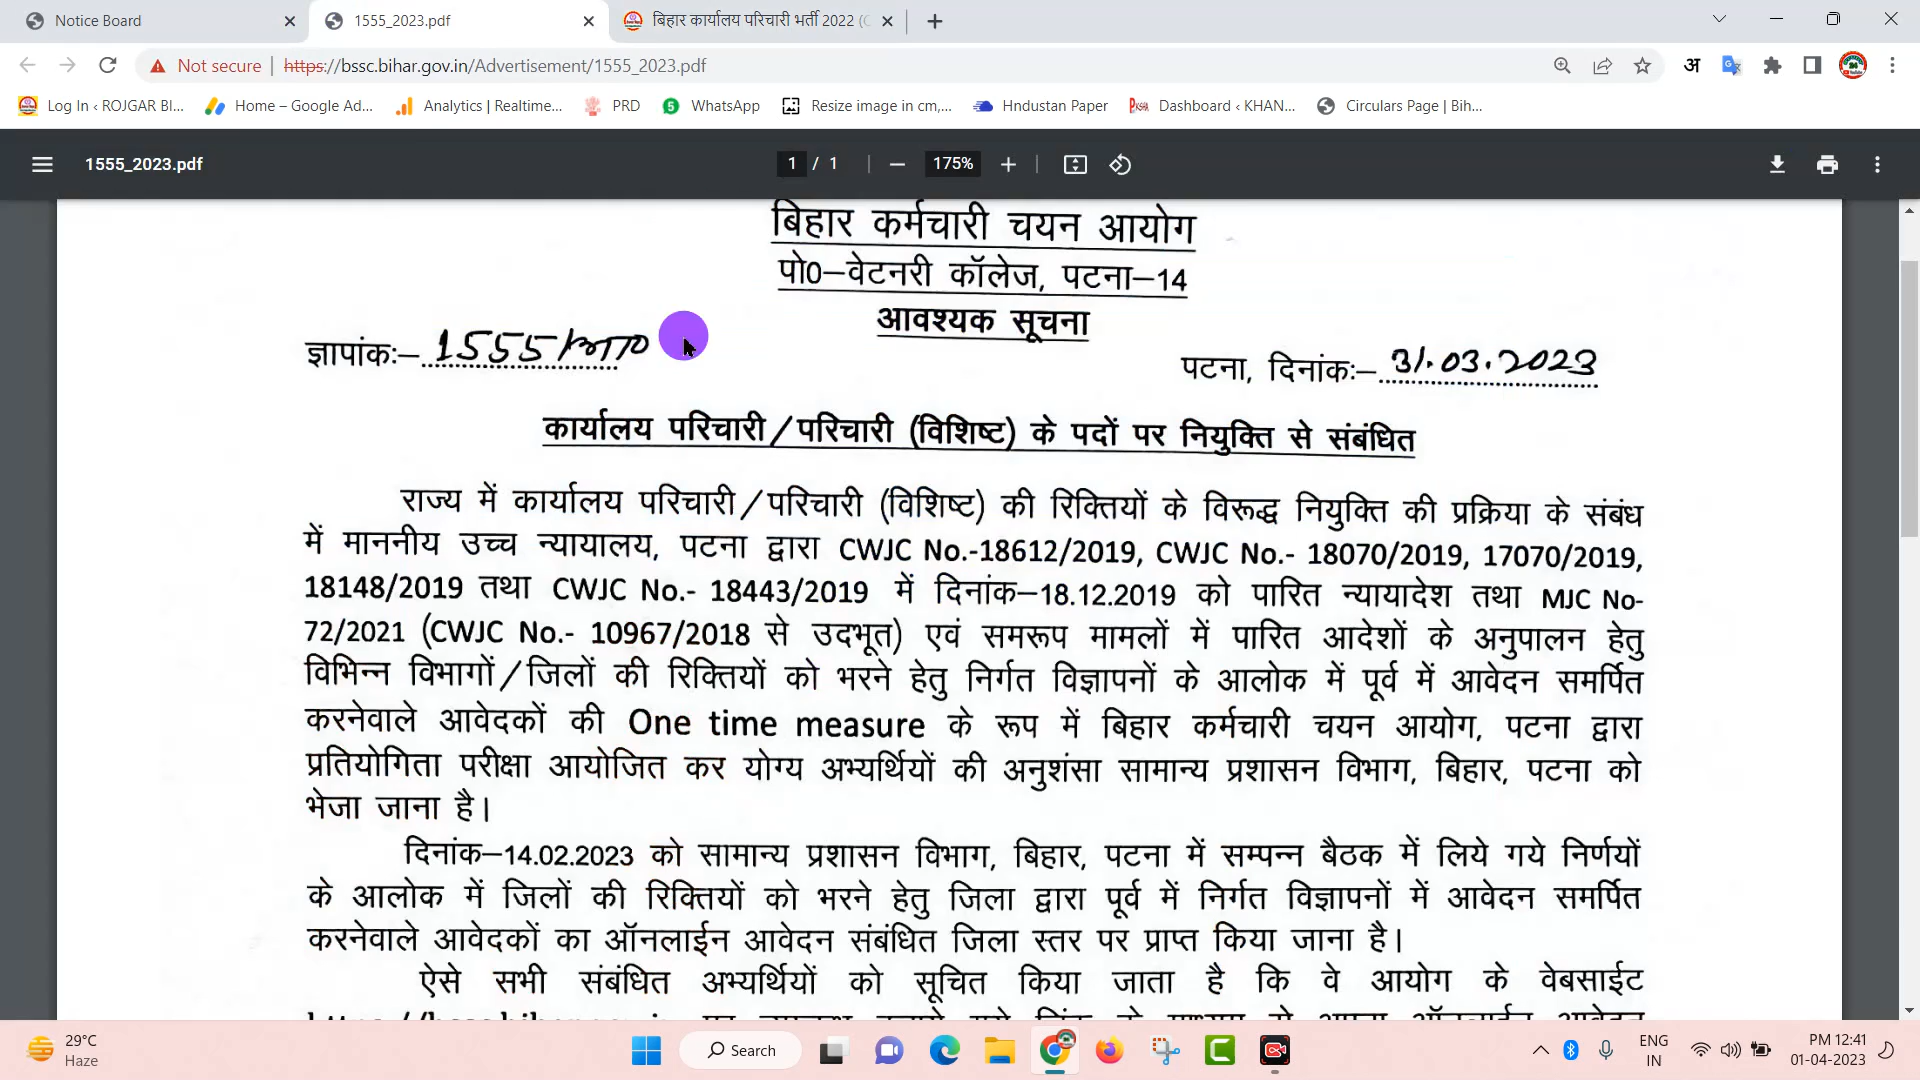 Notice Board
1555_2023.pdf
बिहार कार्यालय परिचारी भर्ती 2022 (
Not secure | https://bssc.bihar.gov.in/Advertisement/1555_2023.pdf
Log In ‹ ROJGAR BI... Home – Google Ad... Analytics | Realtime... PRD WhatsApp Resize image in cm,... Hndustan Paper Dashboard ‹ KHAN... Circulars Page | Bih...
1555_2023.pdf 1 / 1 175%
बिहार कर्मचारी चयन आयोग
पो0–वेटनरी कॉलेज, पटना–14
आवश्यक सूचना
ज्ञापांकः– 1555
पटना, दिनांकः– 31.03.2023
कार्यालय परिचारी/परिचारी (विशिष्ट) के पदों पर नियुक्ति से संबंधित
राज्य में कार्यालय परिचारी/परिचारी (विशिष्ट) की रिक्तियों के विरूद्ध नियुक्ति की प्रक्रिया के संबंध
में माननीय उच्च न्यायालय, पटना द्वारा CWJC No.-18612/2019, CWJC No.- 18070/2019, 17070/2019,
18148/2019 तथा CWJC No.- 18443/2019 में दिनांक–18.12.2019 को पारित न्यायादेश तथा MJC No-
72/2021 (CWJC No.- 10967/2018 से उदभूत) एवं समरूप मामलों में पारित आदेशों के अनुपालन हेतु
विभिन्न विभागों/जिलों की रिक्तियों को भरने हेतु निर्गत विज्ञापनों के आलोक में पूर्व में आवेदन समर्पित
करनेवाले आवेदकों की One time measure के रूप में बिहार कर्मचारी चयन आयोग, पटना द्वारा
प्रतियोगिता परीक्षा आयोजित कर योग्य अभ्यर्थियों की अनुशंसा सामान्य प्रशासन विभाग, बिहार, पटना को
भेजा जाना है।
दिनांक–14.02.2023 को सामान्य प्रशासन विभाग, बिहार, पटना में सम्पन्न बैठक में लिये गये निर्णयों
के आलोक में जिलों की रिक्तियों को भरने हेतु जिला द्वारा पूर्व में निर्गत विज्ञापनों में आवेदन समर्पित
करनेवाले आवेदकों का ऑनलाईन आवेदन संबंधित जिला स्तर पर प्राप्त किया जाना है।
ऐसे सभी संबंधित अभ्यर्थियों को सूचित किया जाता है कि वे आयोग के वेबसाईट
29°C
Haze
Search
ENG
IN
PM 12:41
01-04-2023